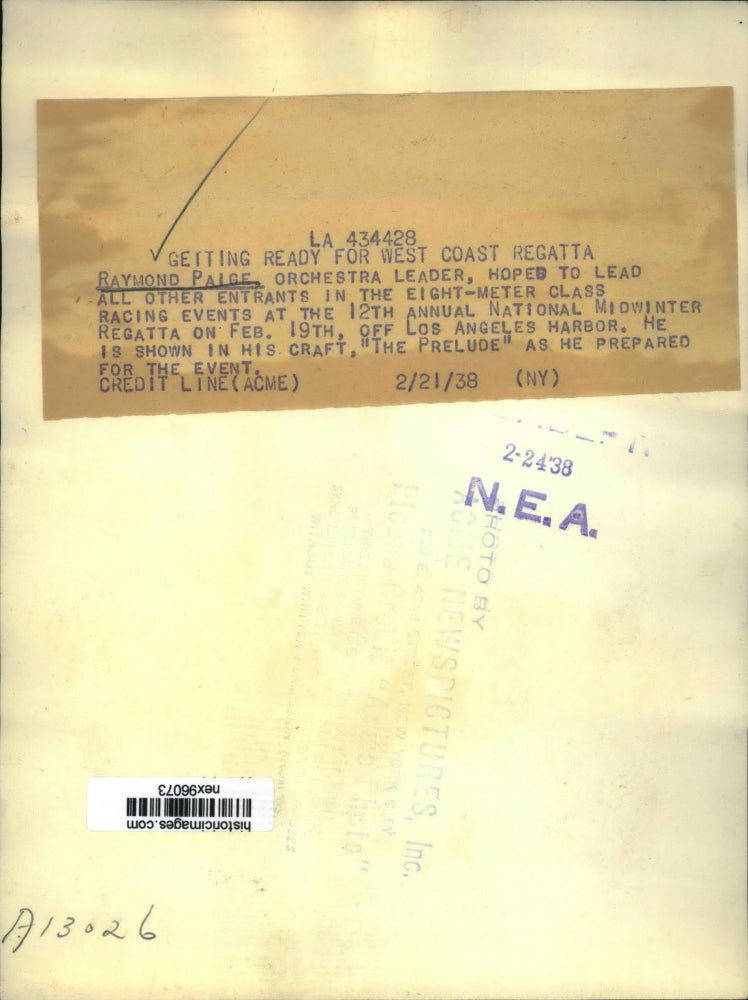 LA 434428
GETTING READY FOR WEST COAST REGATTA
RAYMOND PAIGE, ORCHESTRA LEADER, HOPED TO LEAD
ALL OTHER ENTRANTS IN THE EIGHT-METER CLASS
RACING EVENTS AT THE 12TH ANNUAL NATIONAL MIDWINTER
REGATTA ON FEB. 19TH, OFF LOS ANGELES HARBOR. HE
IS SHOWN IN HIS CRAFT, "THE PRELUDE" AS HE PREPARED
FOR THE EVENT.
CREDIT LINE (ACME) 2/21/38 (NY)
2-24'38
N.E.A.
PHOTO BY
ACME NEWSPICTURES, Inc.
NEW YORK CITY
historicimages.com
nex96073
A13026